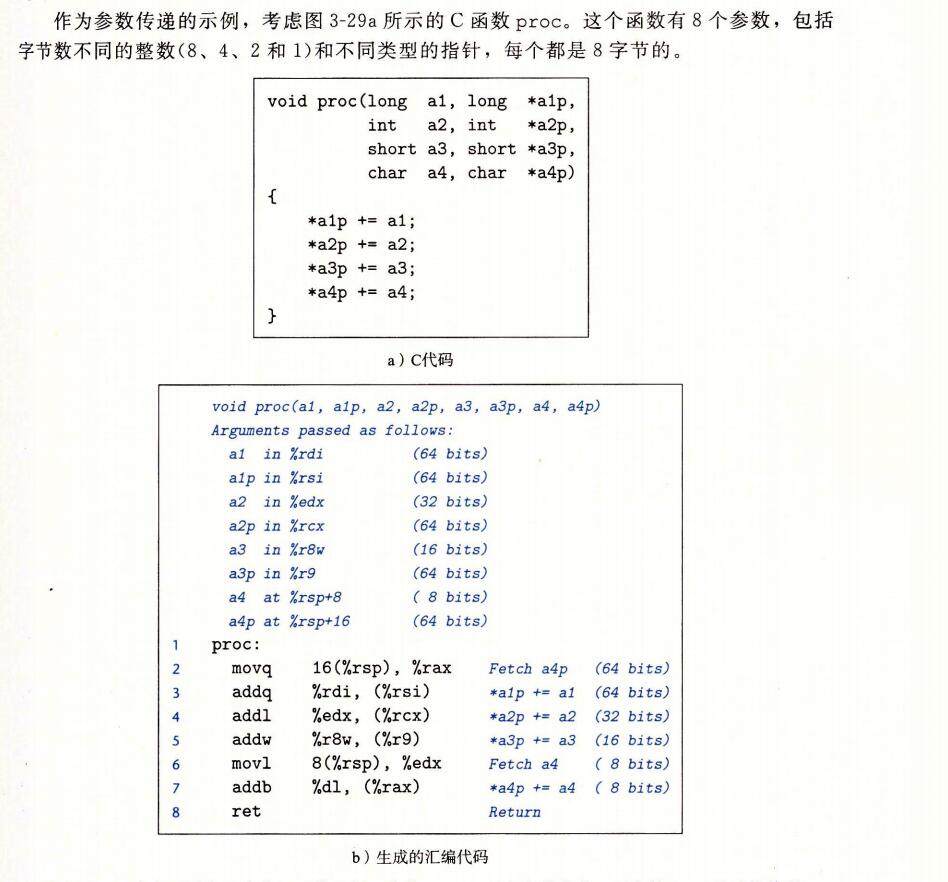 作为参数传递的示例，考虑图 3-29a 所示的 C 函数 proc。这个函数有 8 个参数，包括
字节数不同的整数(8、4、2 和 1)和不同类型的指针，每个都是 8 字节的。
void proc(long  a1, long  *a1p,
          int   a2, int   *a2p,
          short a3, short *a3p,
          char  a4, char  *a4p)
{
    *a1p += a1;
    *a2p += a2;
    *a3p += a3;
    *a4p += a4;
}
a）C代码
void proc(a1, a1p, a2, a2p, a3, a3p, a4, a4p)
Arguments passed as follows:
a1  in %rdi        (64 bits)
a1p in %rsi        (64 bits)
a2  in %edx        (32 bits)
a2p in %rcx        (64 bits)
a3  in %r8w        (16 bits)
a3p in %r9         (64 bits)
a4  at %rsp+8      ( 8 bits)
a4p at %rsp+16     (64 bits)
1 proc:
2 movq 16(%rsp), %rax Fetch a4p (64 bits)
3 addq %rdi, (%rsi) *a1p += a1 (64 bits)
4 addl %edx, (%rcx) *a2p += a2 (32 bits)
5 addw %r8w, (%r9) *a3p += a3 (16 bits)
6 movl 8(%rsp), %edx Fetch a4 ( 8 bits)
7 addb %dl, (%rax) *a4p += a4 ( 8 bits)
8 ret Return
b）生成的汇编代码